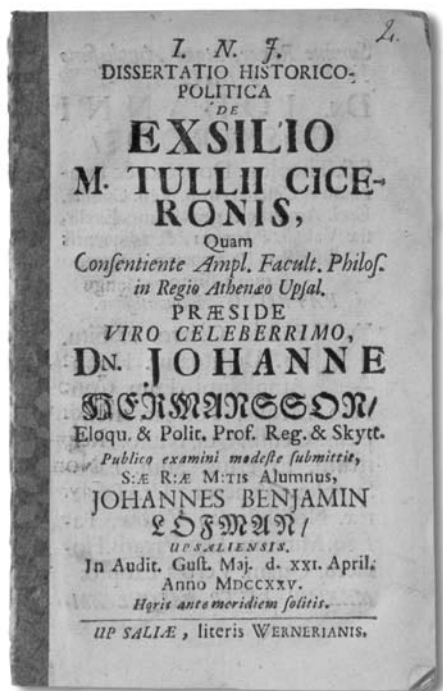 2.
I. N. J.
DISSERTATIO HISTORICO-
POLITICA
DE
EXSILIO
M. TULLII CICE-
RONIS,
Quam
Consentiente Ampl. Facult. Philos.
in Regio Athenæo Upsal.
PRÆSIDE
VIRO CELEBERRIMO,
DN. JOHANNE
HERMANSSON/
Eloqu. & Polit. Prof. Reg. & Skytt.
Publico examini modeste submittit,
S:Æ R:Æ M:TIS Alumnus,
JOHANNES BENJAMIN
LÖFMAN/
UPSALIENSIS.
In Audit. Gust. Maj. d. XXI. April.
Anno MDCCXXV.
Horis ante meridiem solitis.
UPSALIÆ, literis WERNERIANIS.